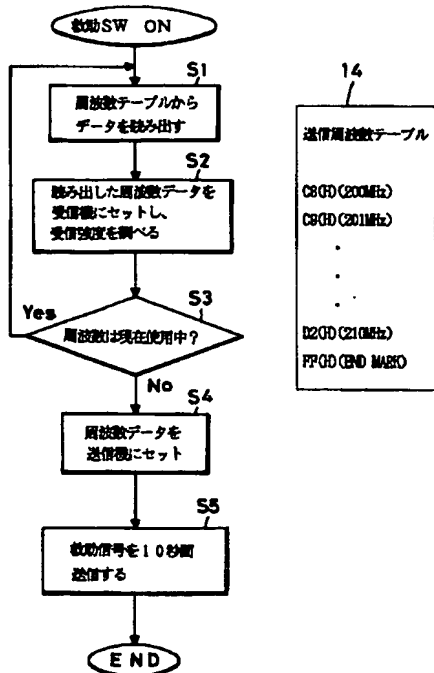 救助SW ON
S1
周波数テーブルから
データを読み出す
S2
読み出した周波数データを
受信機にセットし、
受信強度を調べる
S3
Yes
周波数は現在使用中?
No
S4
周波数データを
送信機にセット
S5
救助信号を10秒間
送信する
END
14
送信周波数テーブル
C8(H)(200MHz)
C9(H)(201MHz)
・
・
・
D2(H)(210MHz)
FF(H)(END MARK)